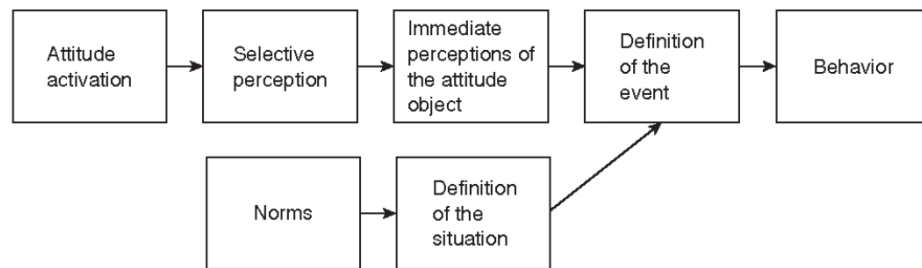 Attitude
activation
Selective
perception
Immediate
perceptions of
the attitude
object
Definition
of the
event
Behavior
Norms
Definition
of the
situation